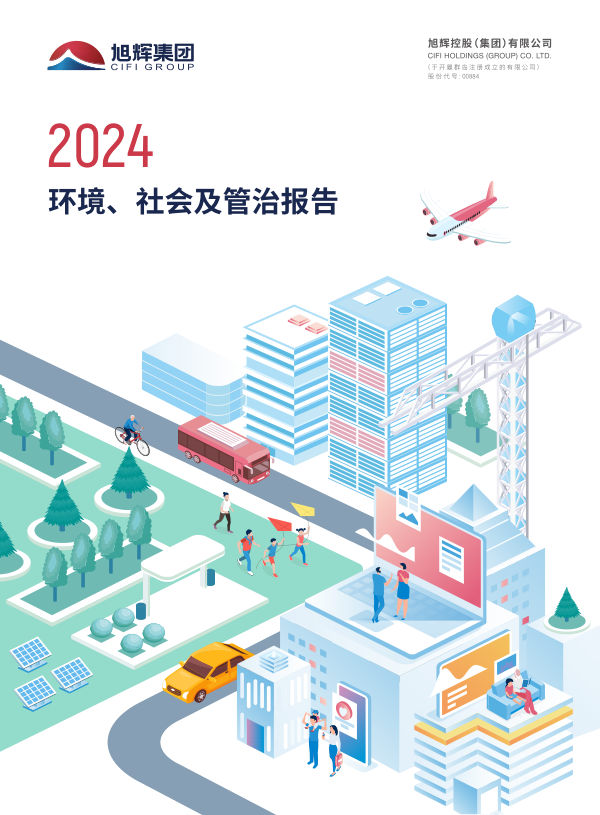 旭辉集团
CIFI GROUP
旭辉控股(集团)有限公司
CIFI HOLDINGS (GROUP) CO. LTD.
(于开曼群岛注册成立的有限公司)
股份代号: 00884
2024
环境、社会及管治报告